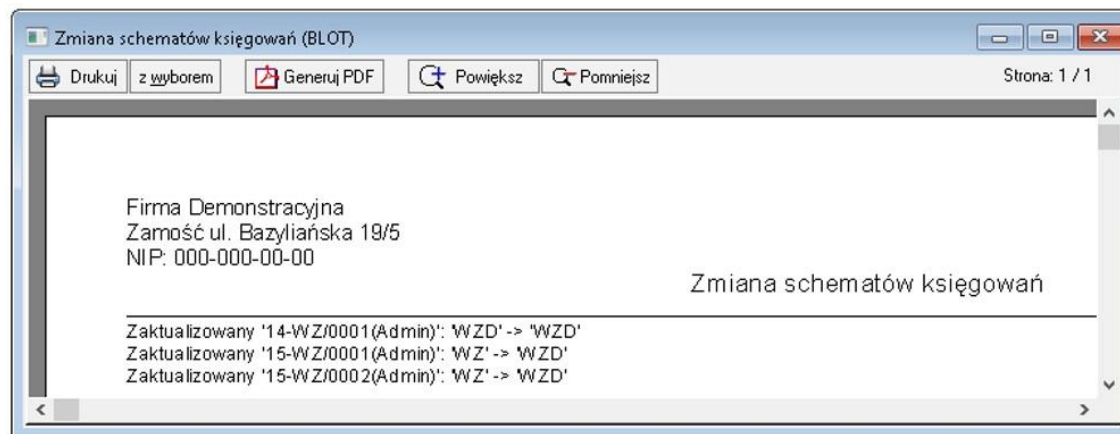 Zmiana schematów księgowań (BLOT)
Drukuj z wyborem Generuj PDF Powiększ Pomniejsz Strona: 1 / 1
Firma Demonstracyjna
Zamość ul. Bazyliańska 19/5
NIP: 000-000-00-00
Zmiana schematów księgowań
Zaktualizowany '14-WZ/0001(Admin)': 'WZD' -> 'WZD'
Zaktualizowany '15-WZ/0001(Admin)': 'WZ' -> 'WZD'
Zaktualizowany '15-WZ/0002(Admin)': 'WZ' -> 'WZD'